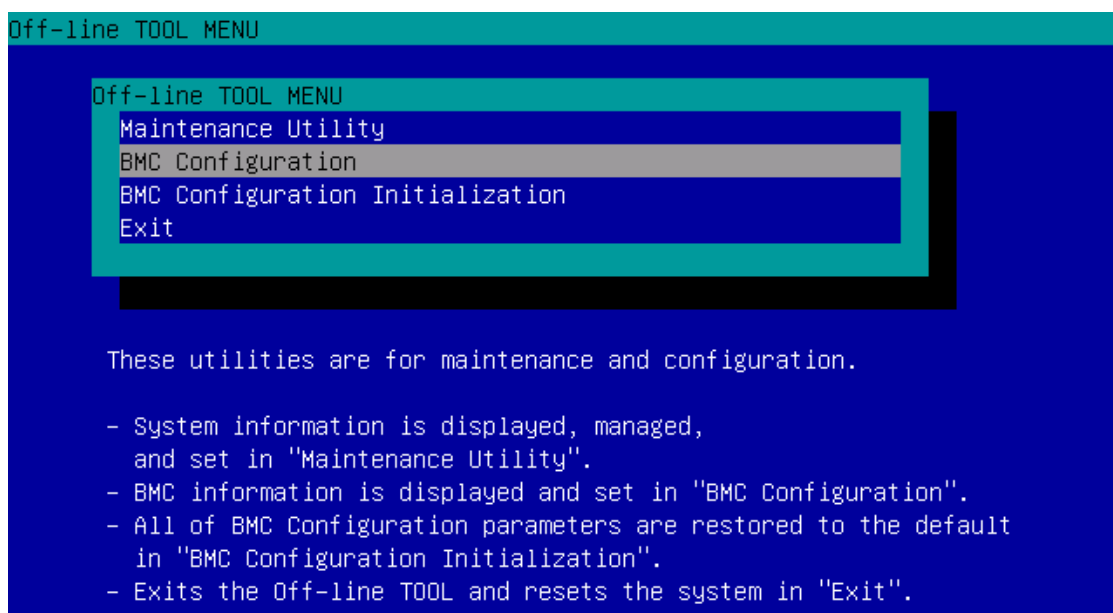 Off-line TOOL MENU
Off-line TOOL MENU
Maintenance Utility
BMC Configuration
BMC Configuration Initialization
Exit
These utilities are for maintenance and configuration.
- System information is displayed, managed,
and set in "Maintenance Utility".
- BMC information is displayed and set in "BMC Configuration".
- All of BMC Configuration parameters are restored to the default
in "BMC Configuration Initialization".
- Exits the Off-line TOOL and resets the system in "Exit".